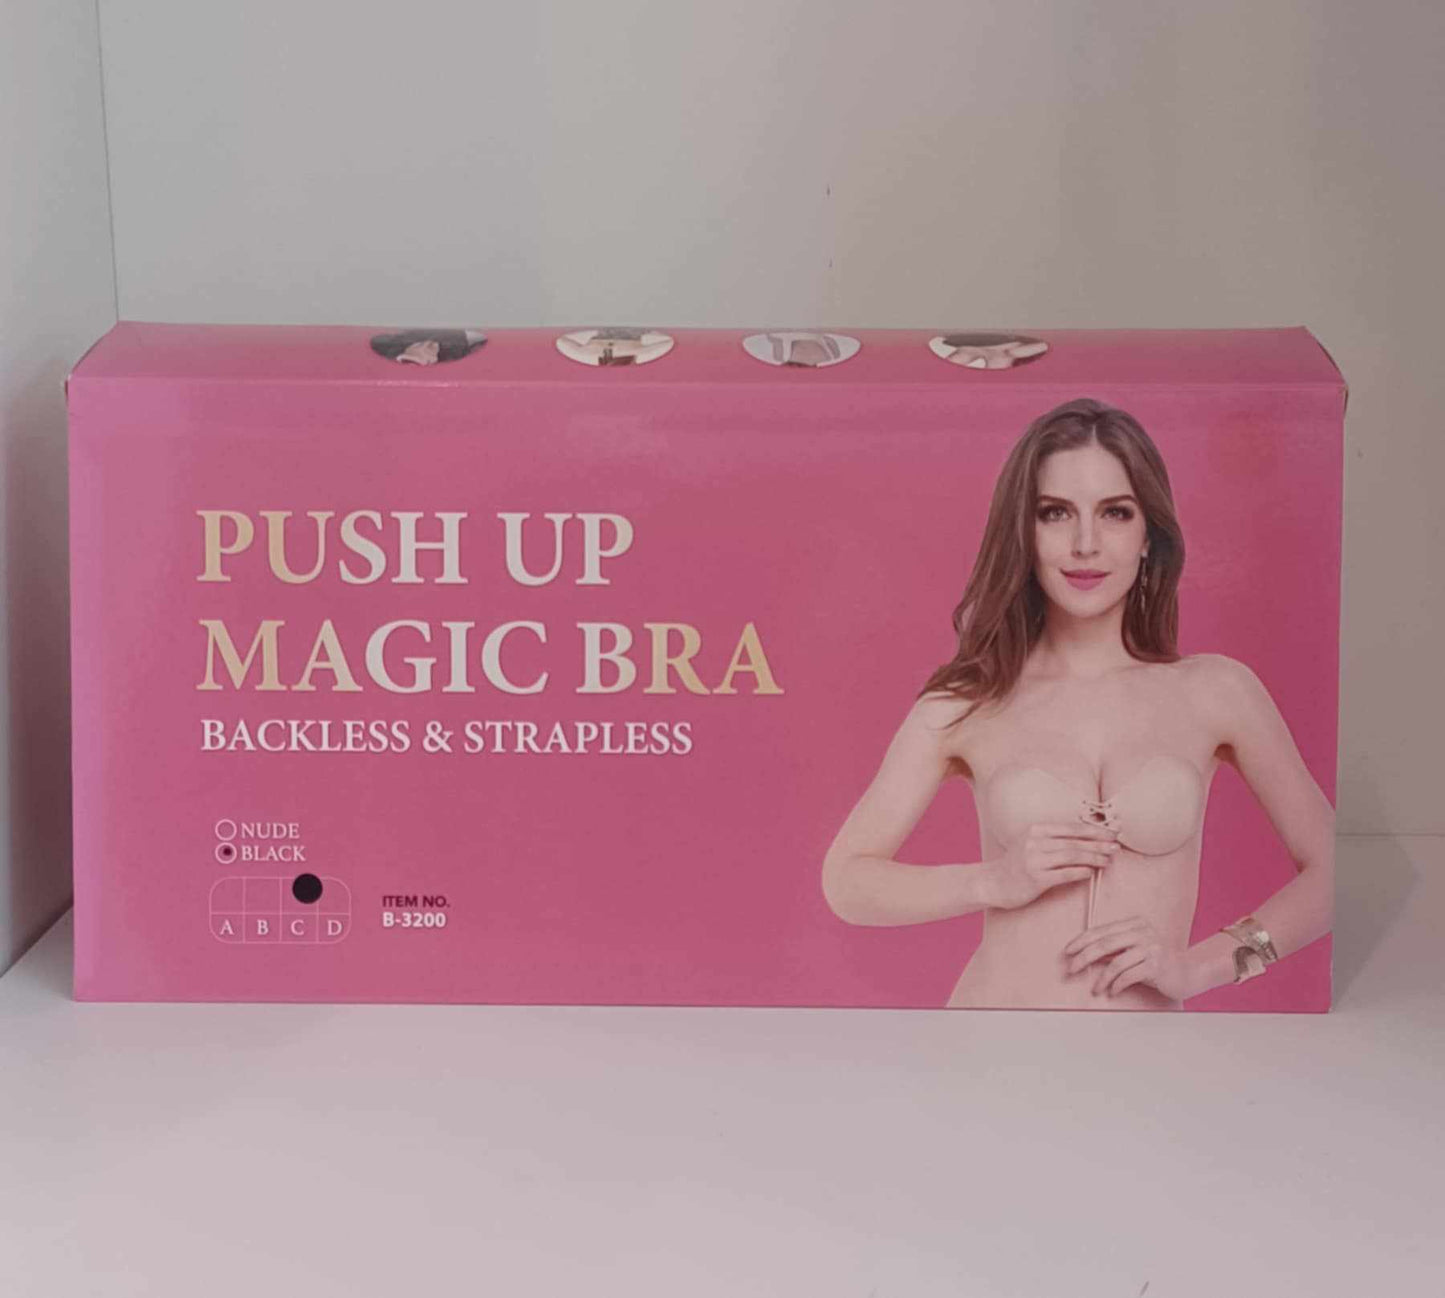 PUSH UP
MAGIC BRA
BACKLESS & STRAPLESS
NUDE
BLACK
A B C D
ITEM NO.
B-3200